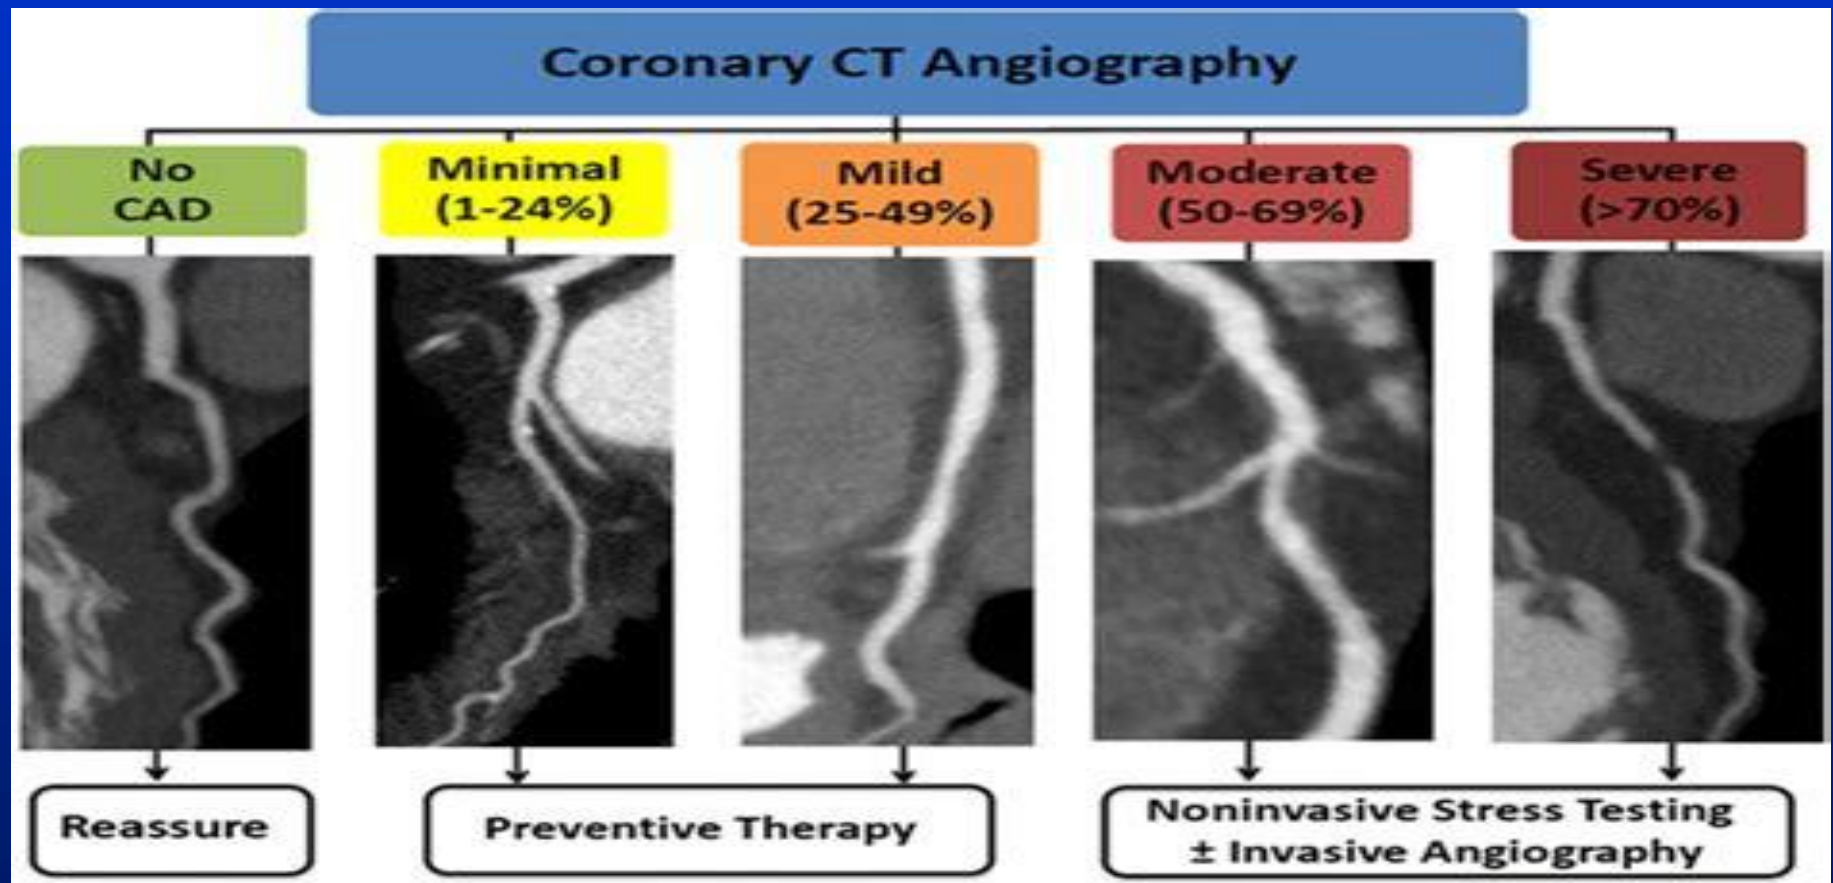 Coronary CT Angiography
No
CAD
Minimal
(1-24%)
Mild
(25-49%)
Moderate
(50-69%)
Severe
(>70%)
Reassure
Preventive Therapy
Noninvasive Stress Testing
± Invasive Angiography